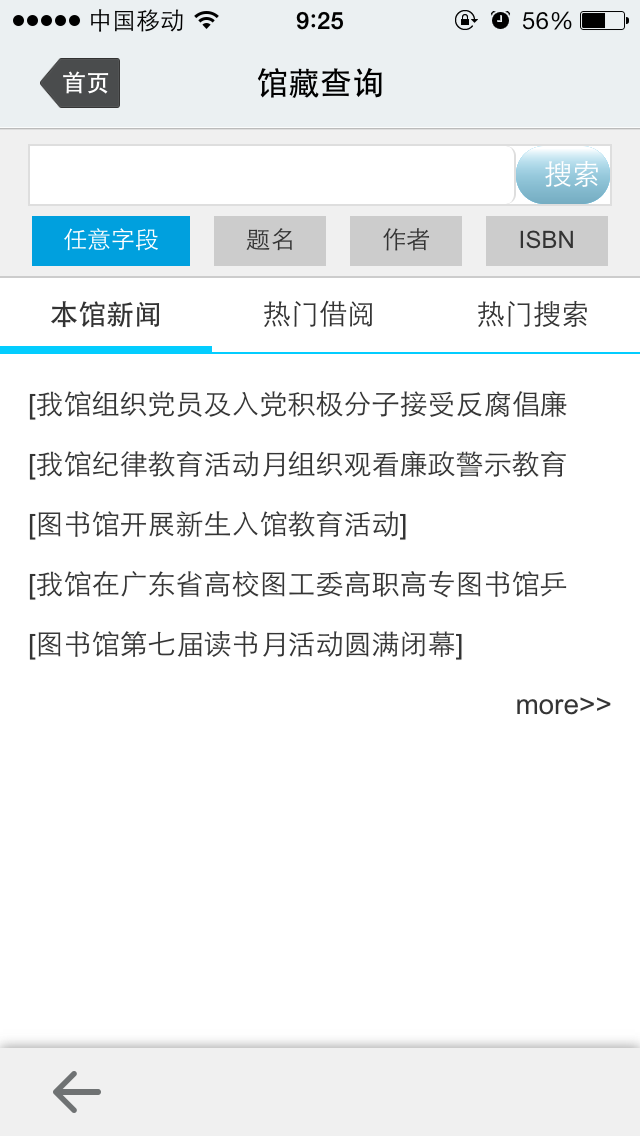 中国移动 9:25 56%
首页 馆藏查询
搜索
任意字段 题名 作者 ISBN
本馆新闻 热门借阅 热门搜索
[我馆组织党员及入党积极分子接受反腐倡廉
[我馆纪律教育活动月组织观看廉政警示教育
[图书馆开展新生入馆教育活动]
[我馆在广东省高校图工委高职高专图书馆乒
[图书馆第七届读书月活动圆满闭幕]
more>>